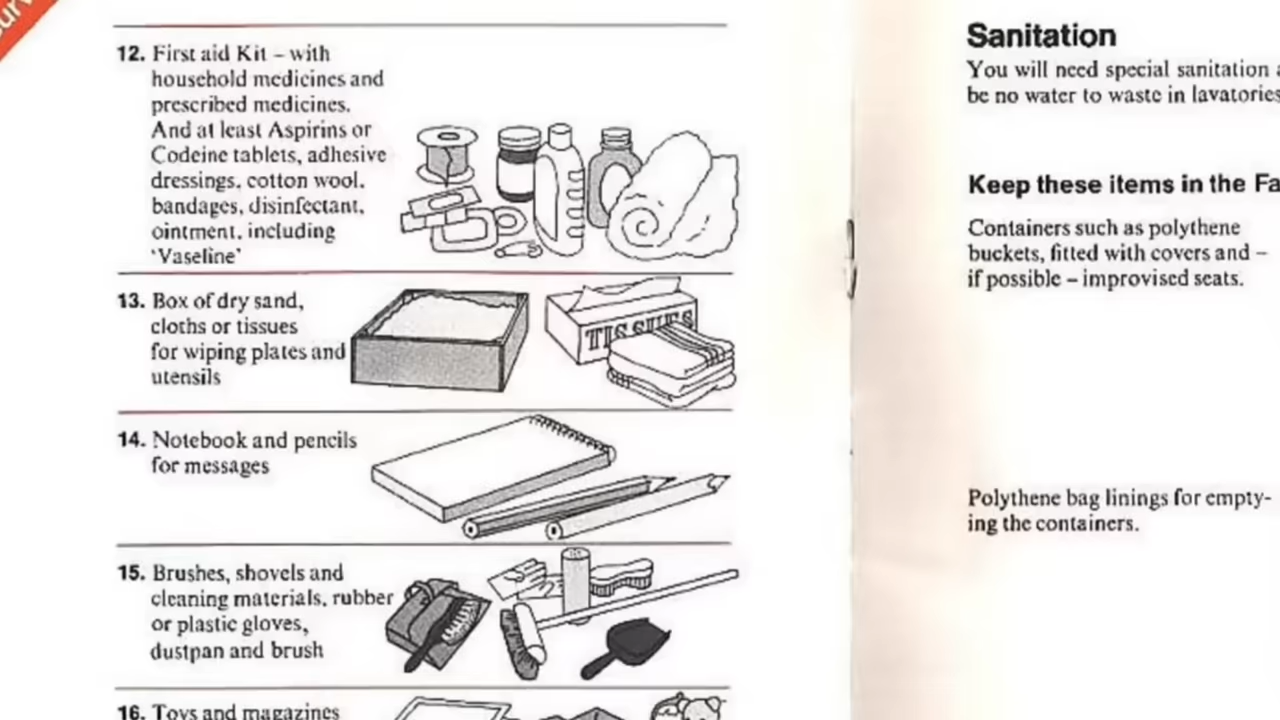 12. First aid Kit – with
household medicines and
prescribed medicines.
And at least Aspirins or
Codeine tablets, adhesive
dressings, cotton wool,
bandages, disinfectant,
ointment, including
‘Vaseline’
13. Box of dry sand,
cloths or tissues
for wiping plates and
utensils
TISSUES
14. Notebook and pencils
for messages
15. Brushes, shovels and
cleaning materials, rubber
or plastic gloves,
dustpan and brush
16. Toys and magazines
Sanitation
You will need special sanitation
be no water to waste in lavatories
Keep these items in the Fa
Containers such as polythene
buckets, fitted with covers and –
if possible – improvised seats.
Polythene bag linings for empty-
ing the containers.